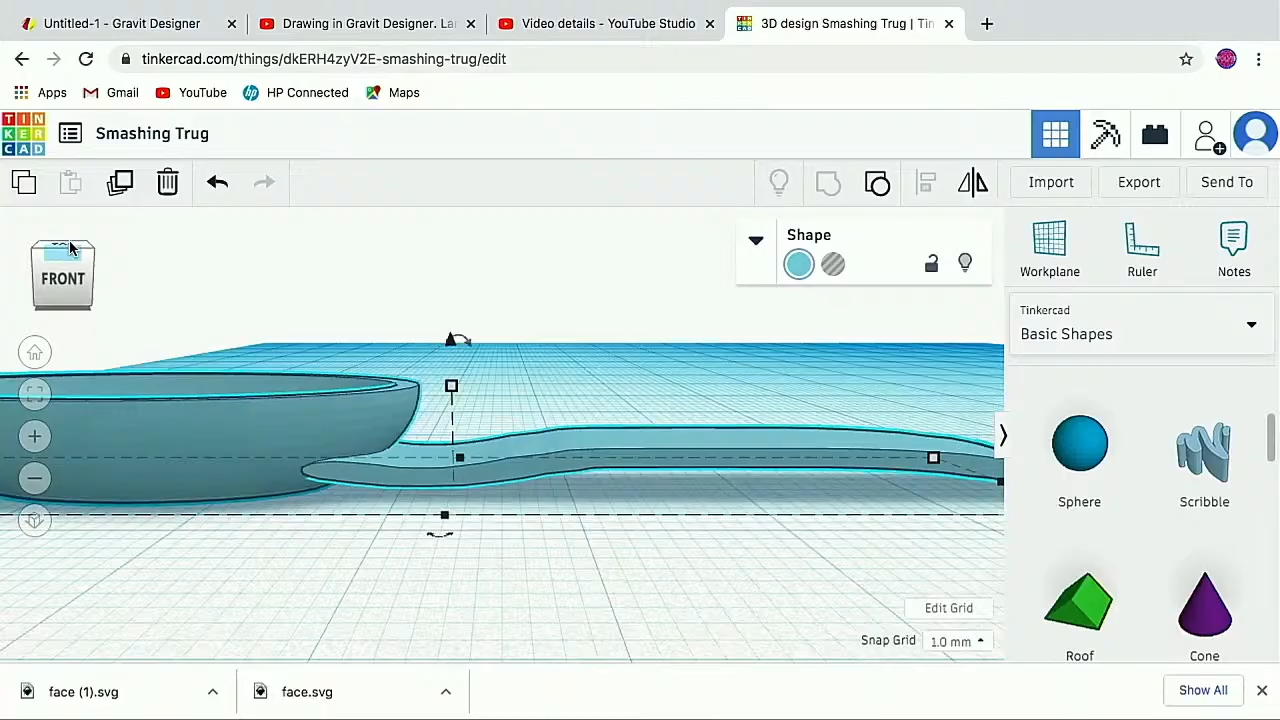 Untitled-1 - Gravit Designer
Drawing in Gravit Designer. La
Video details - YouTube Studio
3D design Smashing Trug | Tin
tinkercad.com/things/dkERH4zyV2E-smashing-trug/edit
Apps
Gmail
YouTube
HP Connected
Maps
TIN
KER
CAD
Smashing Trug
Import
Export
Send To
FRONT
Shape
Workplane
Ruler
Notes
Tinkercad
Basic Shapes
Sphere
Scribble
Roof
Cone
Edit Grid
Snap Grid
1.0 mm
face (1).svg
face.svg
Show All